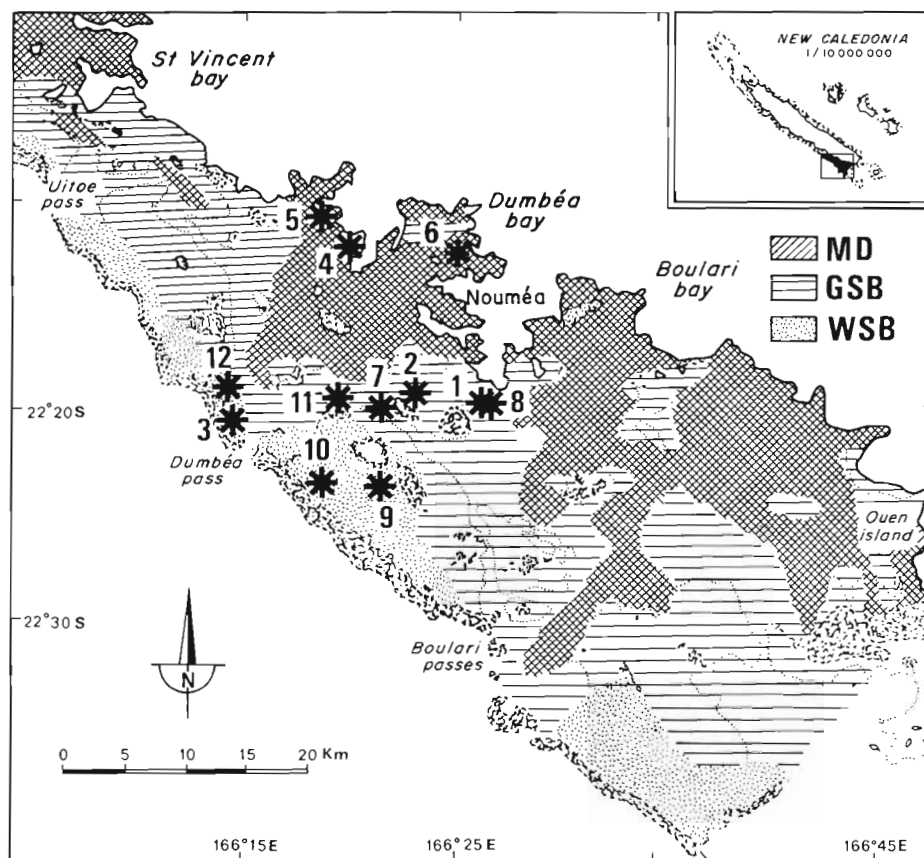 St Vincent
bay
NEW CALEDONIA
1/10 000 000
Uitoe
pass
Dumbéa
bay
5
6
4
Nouméa
Boulari
bay
MD
GSB
WSB
12
7
2
1
11
8
22°20S
3
10
Dumbéa
pass
9
Ouen
island
22°30S
Boulari
passes
N
0 5 10 15 20 Km
166°15E 166°25E 166°45E